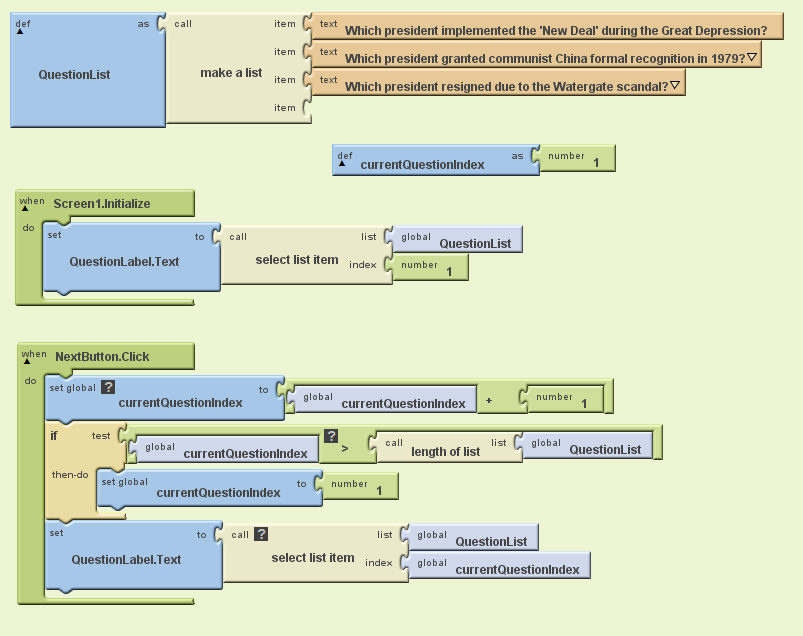 def as call item text Which president implemented the 'New Deal' during the Great Depression?
item text Which president granted communist China formal recognition in 1979?
QuestionList make a list
item text Which president resigned due to the Watergate scandal?
item
def currentQuestionIndex as number 1
when Screen1.Initialize
do set to call list global QuestionList
QuestionLabel.Text select list item index number 1
when NextButton.Click
do set global ? currentQuestionIndex to global currentQuestionIndex + number 1
if test global currentQuestionIndex ? > call length of list list global QuestionList
then-do set global currentQuestionIndex to number 1
set to call ? list global QuestionList
QuestionLabel.Text select list item index global currentQuestionIndex